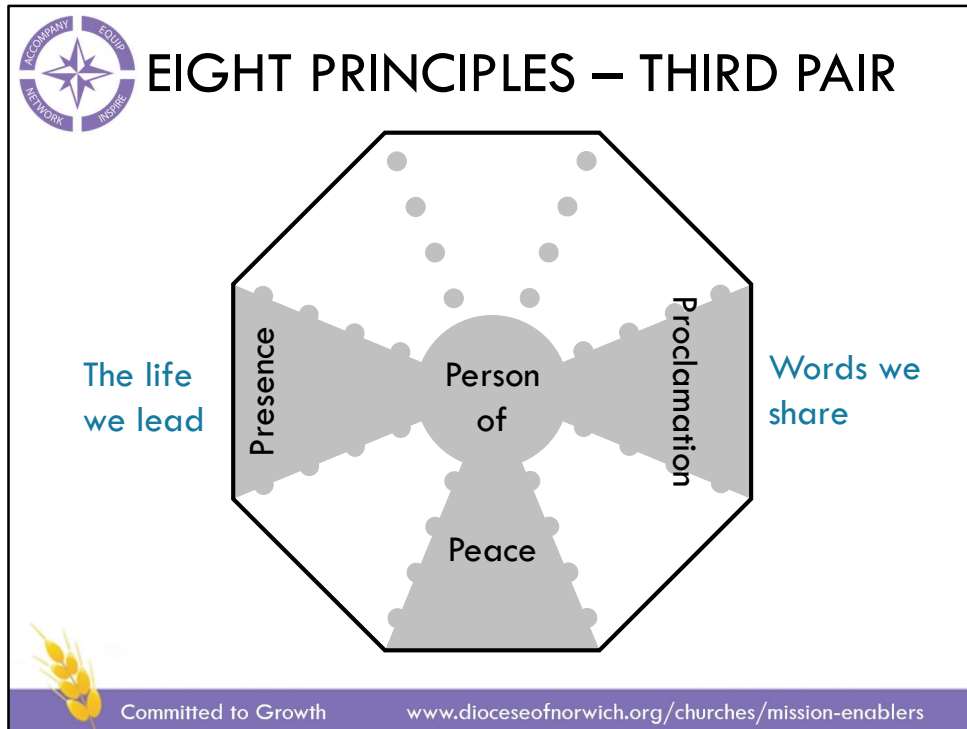 ACCOMPANY
EQUIP
NETWORK
INSPIRE
EIGHT PRINCIPLES – THIRD PAIR
The life
we lead
Presence
Person
of
Peace
Proclamation
Words we
share
Committed to Growth
www.dioceseofnorwich.org/churches/mission-enablers